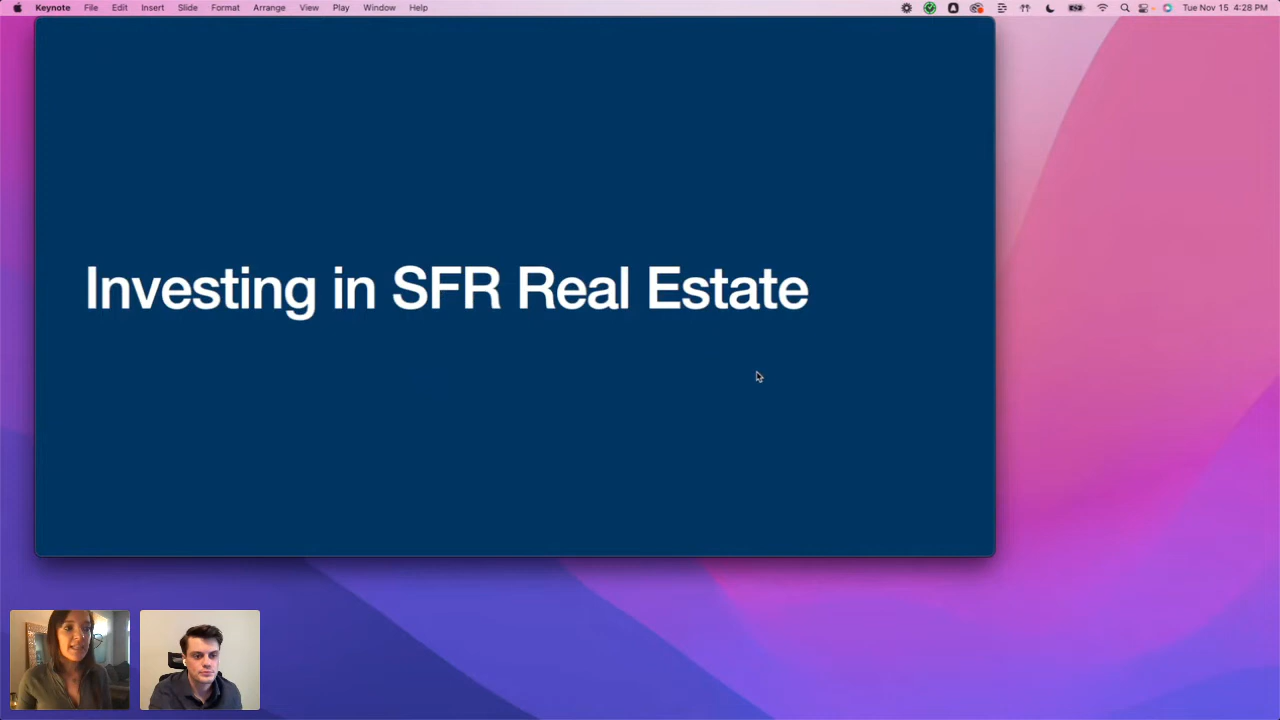 Keynote File Edit Insert Slide Format Arrange View Play Window Help Tue Nov 15 4:28 PM
Investing in SFR Real Estate